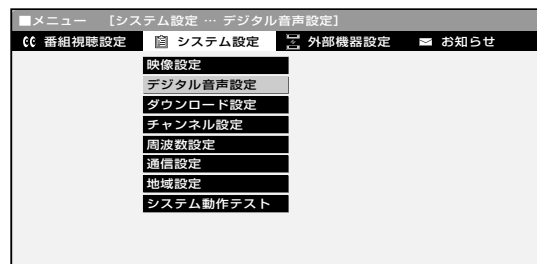 ■メニュー [システム設定 … デジタル音声設定]
番組視聴設定 システム設定 外部機器設定 お知らせ
映像設定
デジタル音声設定
ダウンロード設定
チャンネル設定
周波数設定
通信設定
地域設定
システム動作テスト